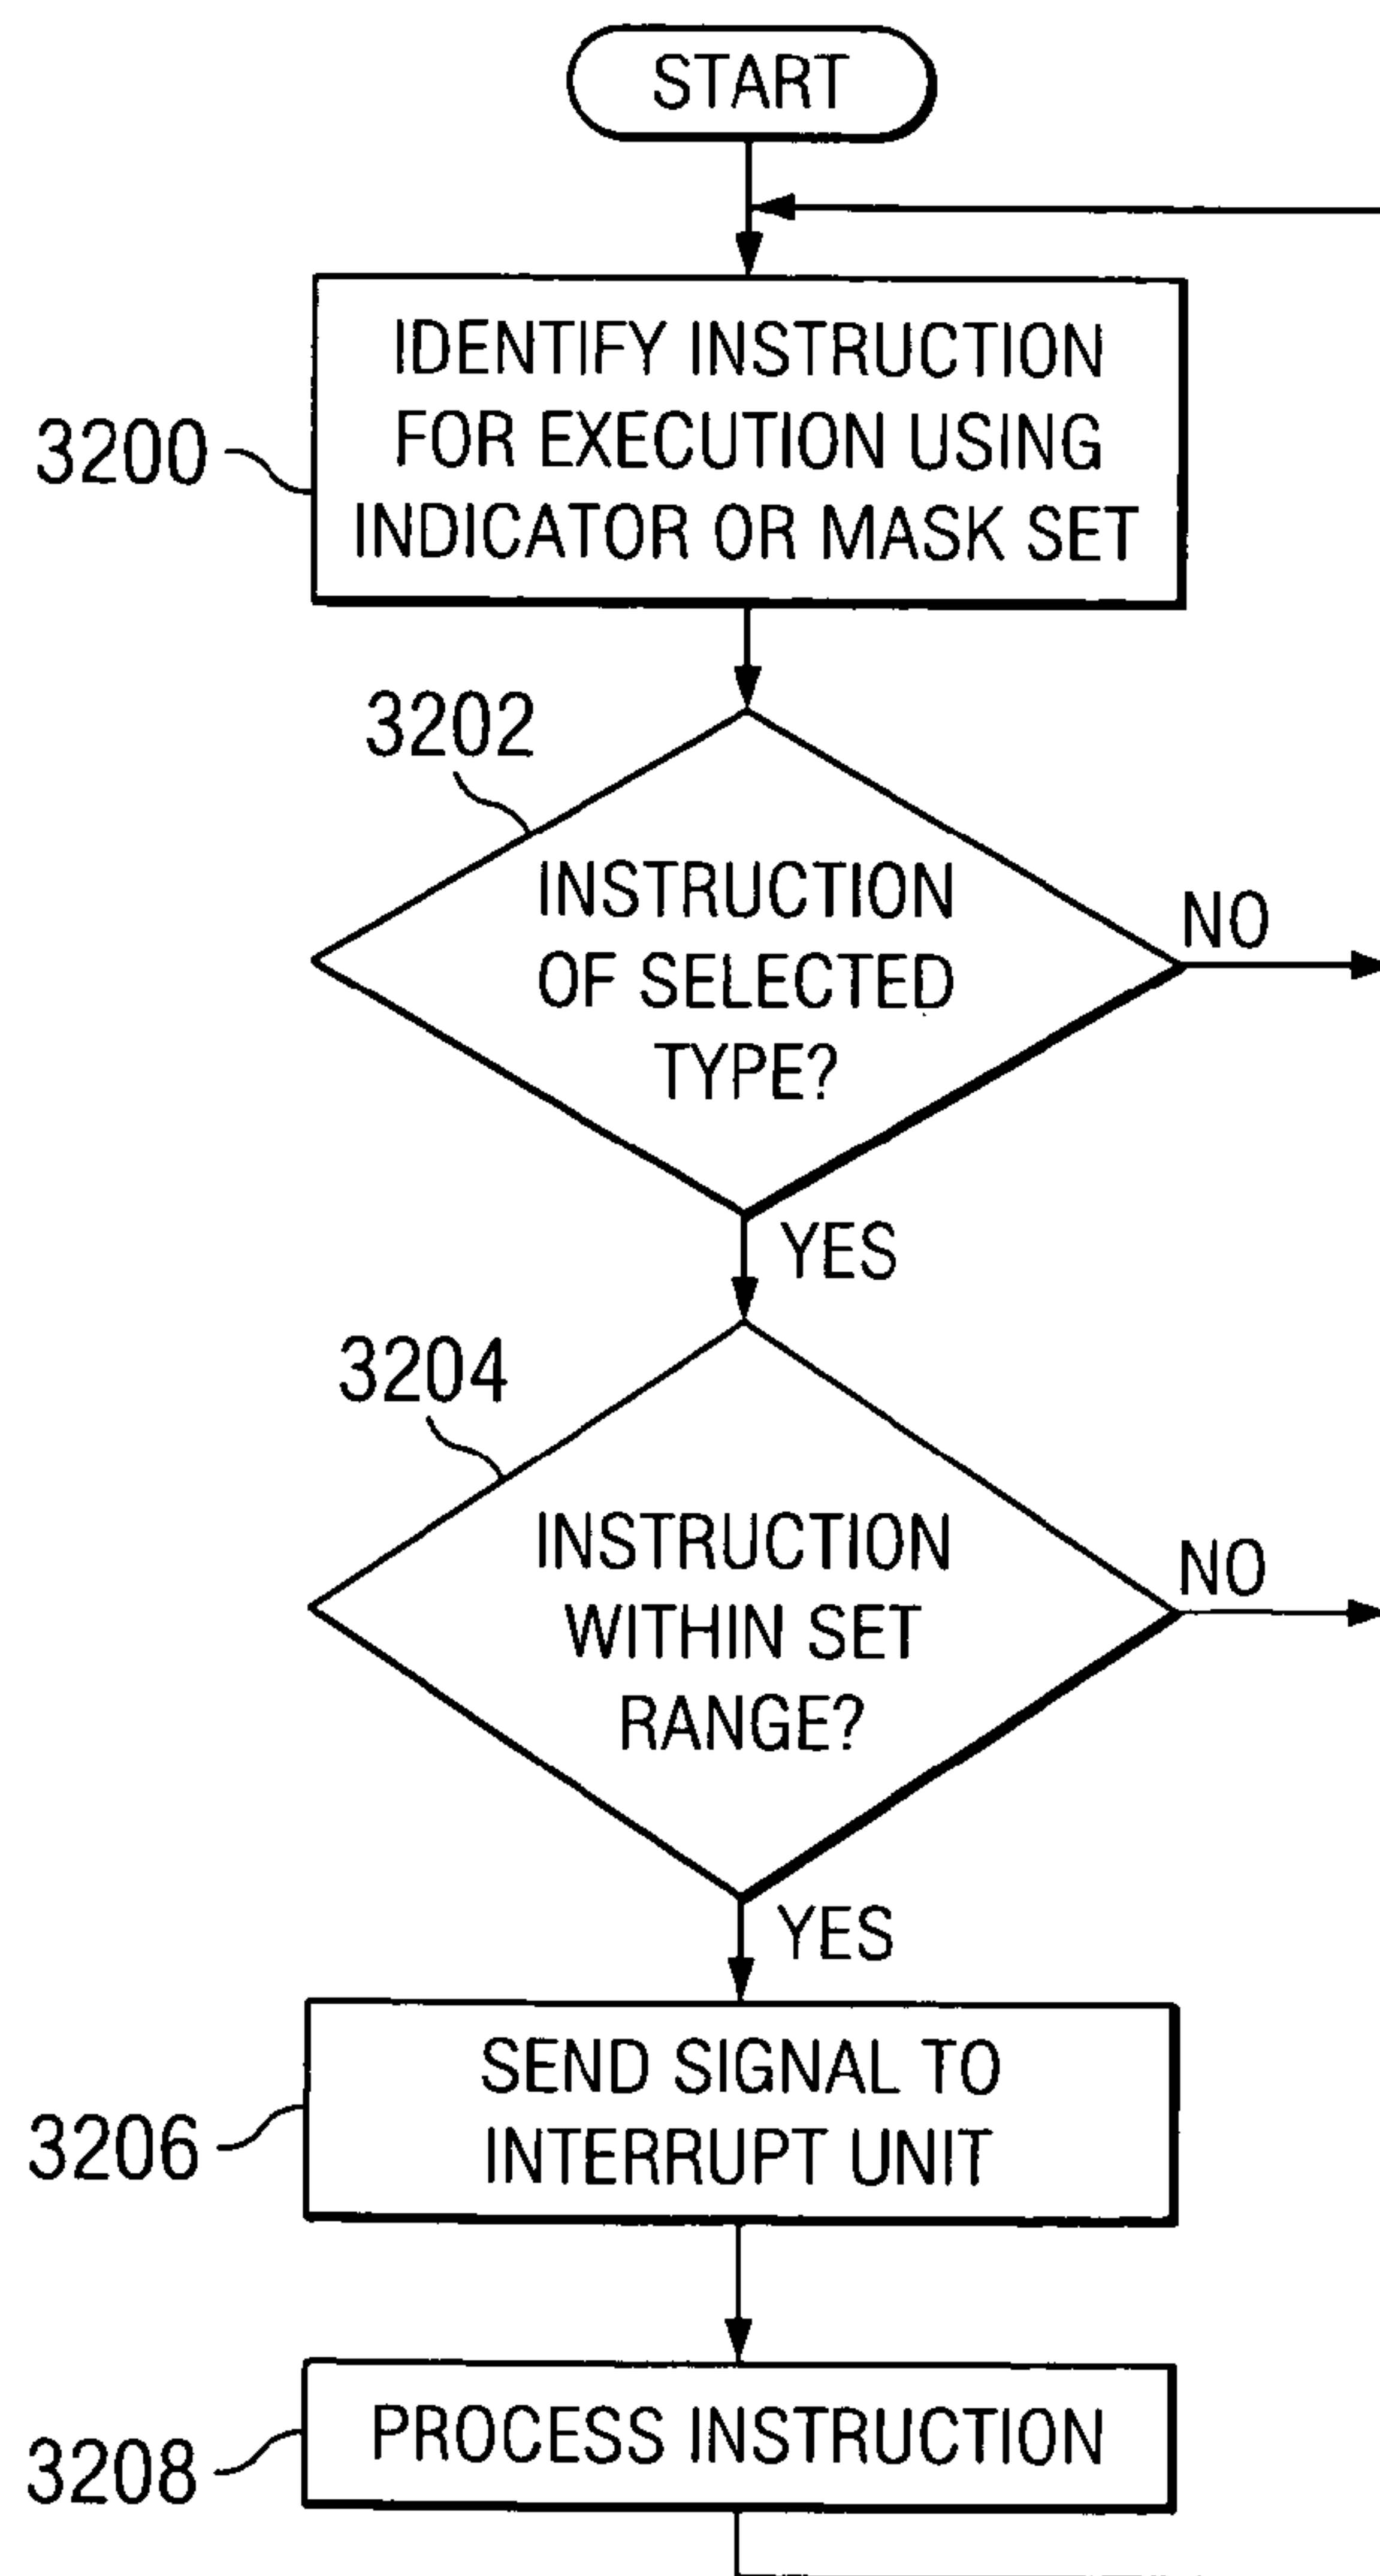 START
IDENTIFY INSTRUCTION
FOR EXECUTION USING
INDICATOR OR MASK SET
3200
3202
INSTRUCTION
OF SELECTED
TYPE?
NO
YES
3204
INSTRUCTION
WITHIN SET
RANGE?
NO
YES
SEND SIGNAL TO
INTERRUPT UNIT
3206
PROCESS INSTRUCTION
3208